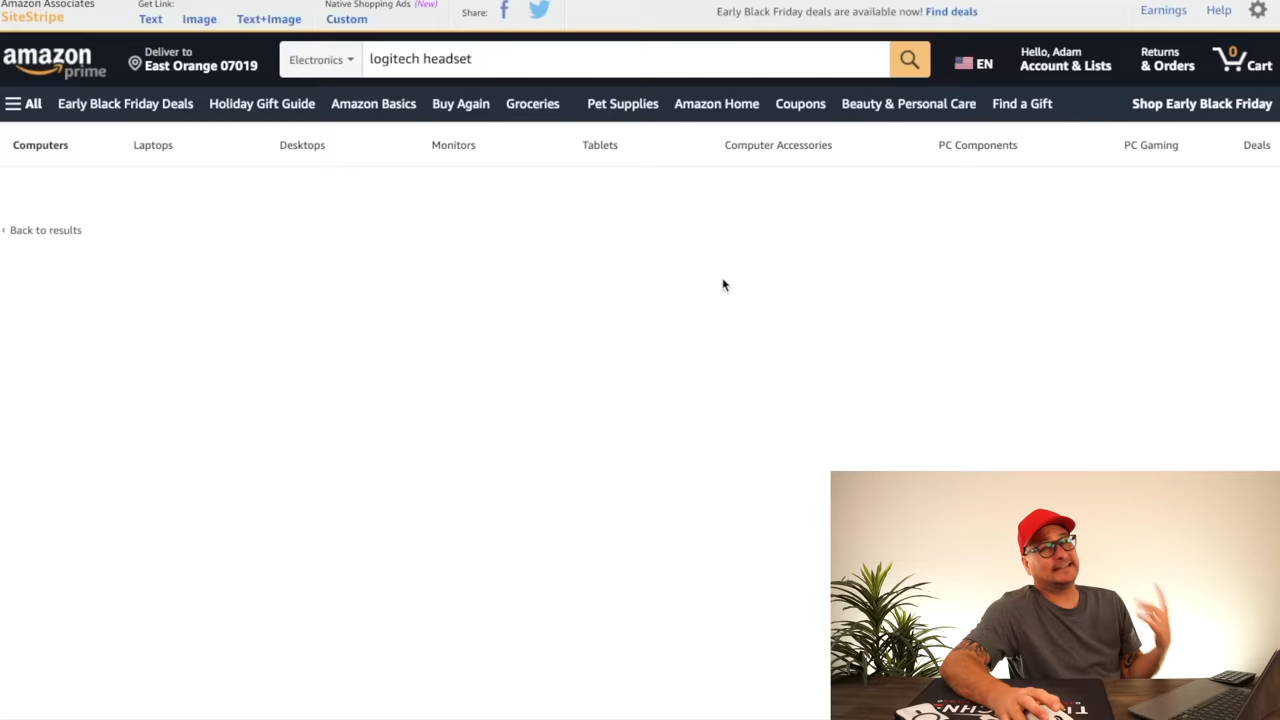 Amazon Associates
SiteStripe
Get Link:
Text Image Text+Image
Native Shopping Ads (New)
Custom
Share:
Early Black Friday deals are available now! Find deals
Earnings Help
amazon
prime
Deliver to
East Orange 07019
Electronics
logitech headset
EN
Hello, Adam
Account & Lists
Returns
& Orders
0
Cart
All Early Black Friday Deals Holiday Gift Guide Amazon Basics Buy Again Groceries Pet Supplies Amazon Home Coupons Beauty & Personal Care Find a Gift Shop Early Black Friday
Computers Laptops Desktops Monitors Tablets Computer Accessories PC Components PC Gaming Deals
‹ Back to results